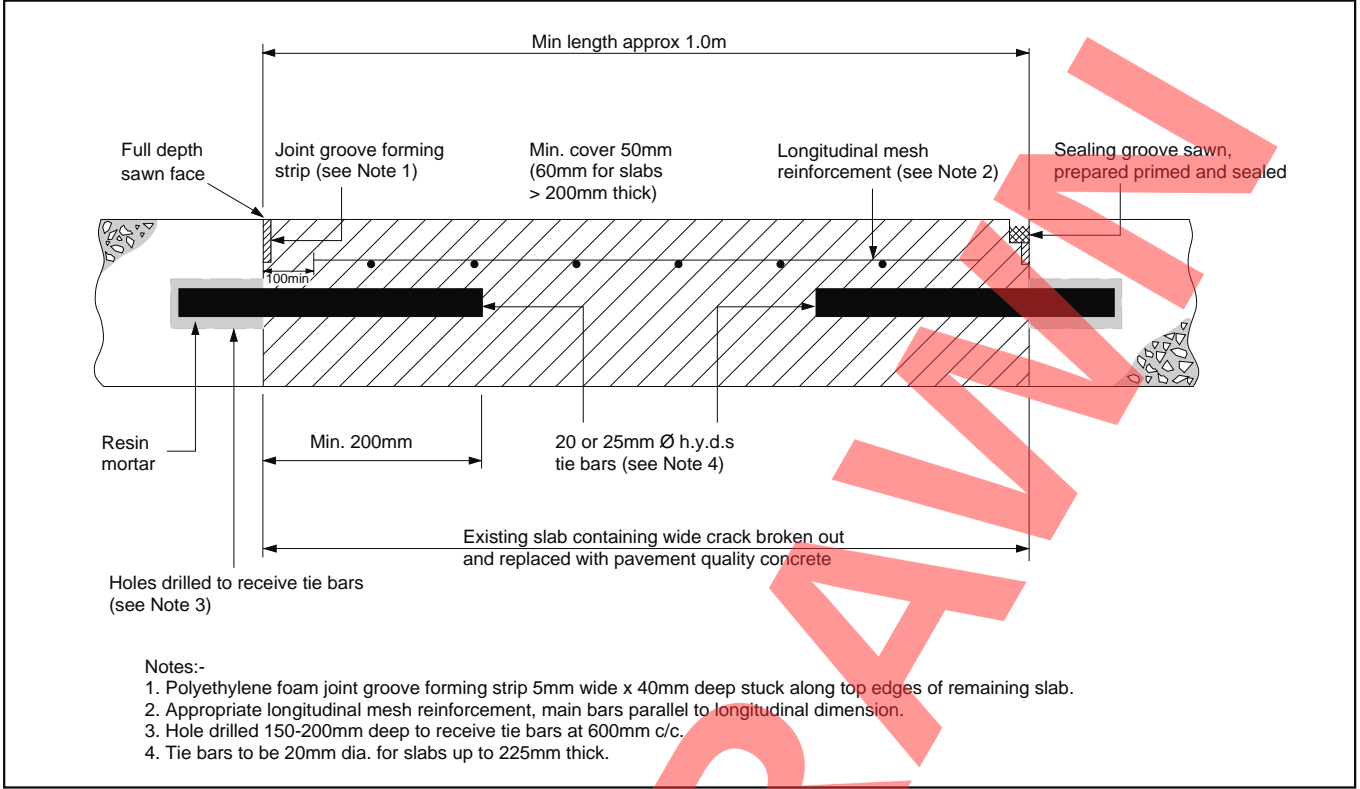 Min length approx 1.0m
Full depth
sawn face
Joint groove forming
strip (see Note 1)
Min. cover 50mm
(60mm for slabs
> 200mm thick)
Longitudinal mesh
reinforcement (see Note 2)
Sealing groove sawn,
prepared primed and sealed
100min
Resin
mortar
Min. 200mm
20 or 25mm Ø h.y.d.s
tie bars (see Note 4)
Existing slab containing wide crack broken out
and replaced with pavement quality concrete
Holes drilled to receive tie bars
(see Note 3)
Notes:-
1. Polyethylene foam joint groove forming strip 5mm wide x 40mm deep stuck along top edges of remaining slab.
2. Appropriate longitudinal mesh reinforcement, main bars parallel to longitudinal dimension.
3. Hole drilled 150-200mm deep to receive tie bars at 600mm c/c.
4. Tie bars to be 20mm dia. for slabs up to 225mm thick.
RAWN